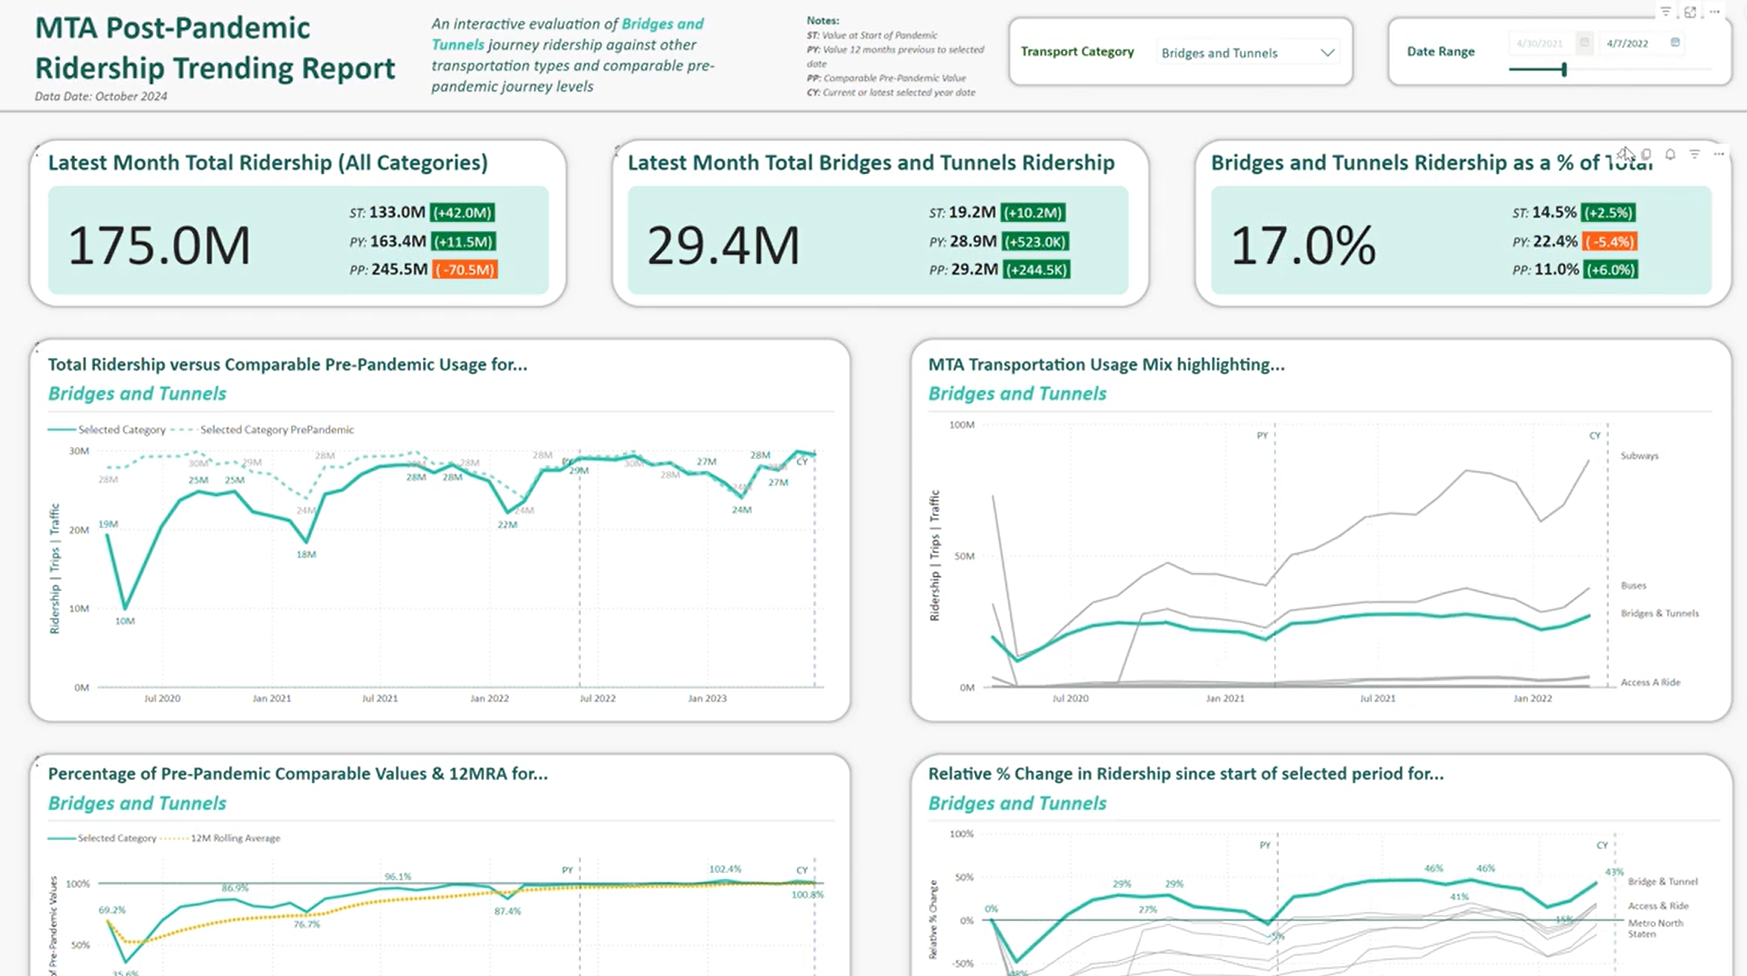 MTA Post-Pandemic
Ridership Trending Report
Data Date: October 2024
An interactive evaluation of Bridges and
Tunnels journey ridership against other
transportation types and comparable pre-
pandemic journey levels
Notes:
ST: Value at Start of Pandemic
PY: Value 12 months previous to selected
date
PP: Comparable Pre-Pandemic Value
CY: Current or latest selected year date
Transport Category
Bridges and Tunnels
Date Range
4/30/2021
4/7/2022
Latest Month Total Ridership (All Categories)
175.0M
ST: 133.0M (+42.0M)
PY: 163.4M (+11.5M)
PP: 245.5M ( -70.5M)
Latest Month Total Bridges and Tunnels Ridership
29.4M
ST: 19.2M (+10.2M)
PY: 28.9M (+523.0K)
PP: 29.2M (+244.5K)
Bridges and Tunnels Ridership as a % of Total
17.0%
ST: 14.5% (+2.5%)
PY: 22.4% ( -5.4%)
PP: 11.0% (+6.0%)
Total Ridership versus Comparable Pre-Pandemic Usage for...
Bridges and Tunnels
Selected Category
Selected Category PrePandemic
Ridership | Trips | Traffic
30M
20M
10M
0M
28M
19M
10M
30M
25M
25M
29M
24M
18M
28M
28M
28M
28M
22M
24M
28M
PY
29M
30M
28M
27M
24M
24M
28M
27M
CY
Jul 2020
Jan 2021
Jul 2021
Jan 2022
Jul 2022
Jan 2023
MTA Transportation Usage Mix highlighting...
Bridges and Tunnels
Ridership | Trips | Traffic
100M
50M
0M
PY
CY
Subways
Buses
Bridges & Tunnels
Access A Ride
Jul 2020
Jan 2021
Jul 2021
Jan 2022
Percentage of Pre-Pandemic Comparable Values & 12MRA for...
Bridges and Tunnels
Selected Category
12M Rolling Average
of Pre-Pandemic Values
100%
50%
69.2%
35.6%
86.9%
76.7%
96.1%
87.4%
PY
102.4%
CY
100.8%
Relative % Change in Ridership since start of selected period for...
Bridges and Tunnels
Relative % Change
100%
50%
0%
-50%
0%
29%
27%
29%
PY
-5%
46%
41%
46%
15%
CY
43%
Bridge & Tunnel
Access & Ride
Metro North
Staten